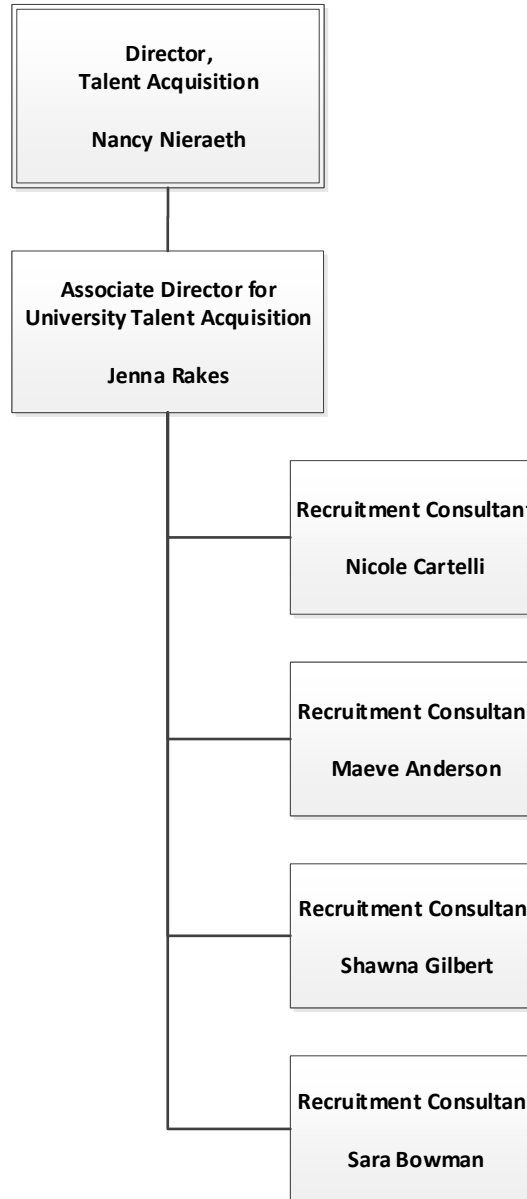 Director,
Talent Acquisition
Nancy Nieraeth
Associate Director for
University Talent Acquisition
Jenna Rakes
Recruitment Consultant
Nicole Cartelli
Recruitment Consultan
Maeve Anderson
Recruitment Consultan
Shawna Gilbert
Recruitment Consultan
Sara Bowman